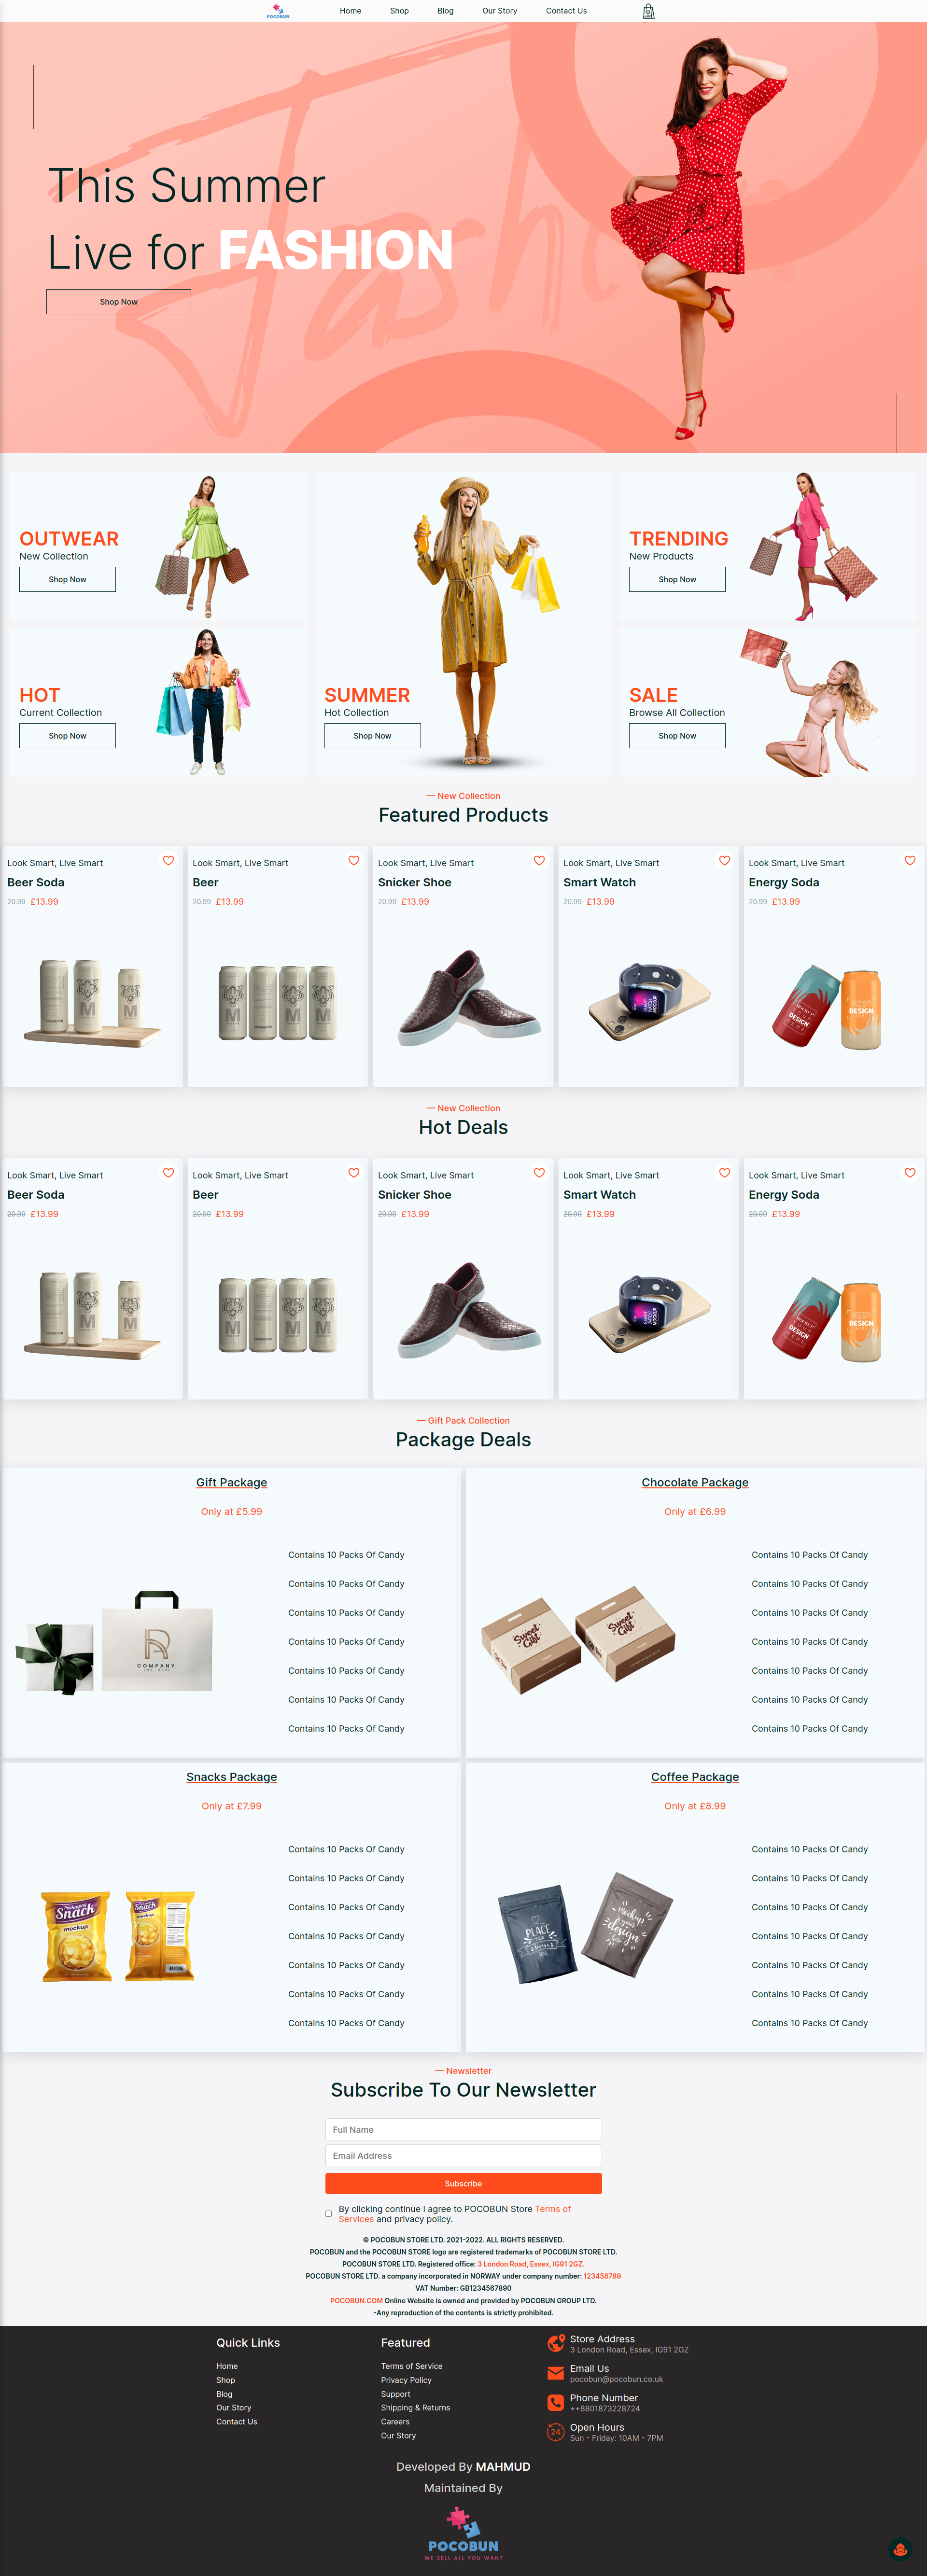 POCOBUN
Home
Shop
Blog
Our Story
Contact Us
This Summer
Live for FASHION
Shop Now
OUTWEAR
New Collection
Shop Now
HOT
Current Collection
Shop Now
SUMMER
Hot Collection
Shop Now
TRENDING
New Products
Shop Now
SALE
Browse All Collection
Shop Now
— New Collection
Featured Products
Look Smart, Live Smart
Beer Soda
20.99 £13.99
Look Smart, Live Smart
Beer
20.99 £13.99
Look Smart, Live Smart
Snicker Shoe
20.99 £13.99
Look Smart, Live Smart
Smart Watch
20.99 £13.99
Look Smart, Live Smart
Energy Soda
20.99 £13.99
— New Collection
Hot Deals
Look Smart, Live Smart
Beer Soda
20.99 £13.99
Look Smart, Live Smart
Beer
20.99 £13.99
Look Smart, Live Smart
Snicker Shoe
20.99 £13.99
Look Smart, Live Smart
Smart Watch
20.99 £13.99
Look Smart, Live Smart
Energy Soda
20.99 £13.99
— Gift Pack Collection
Package Deals
Gift Package
Only at £5.99
COMPANY
Contains 10 Packs Of Candy
Contains 10 Packs Of Candy
Contains 10 Packs Of Candy
Contains 10 Packs Of Candy
Contains 10 Packs Of Candy
Contains 10 Packs Of Candy
Contains 10 Packs Of Candy
Chocolate Package
Only at £6.99
Sweet
Gift
Sweet
Gift
Contains 10 Packs Of Candy
Contains 10 Packs Of Candy
Contains 10 Packs Of Candy
Contains 10 Packs Of Candy
Contains 10 Packs Of Candy
Contains 10 Packs Of Candy
Contains 10 Packs Of Candy
Snacks Package
Only at £7.99
Snack
mockup
Snack
Contains 10 Packs Of Candy
Contains 10 Packs Of Candy
Contains 10 Packs Of Candy
Contains 10 Packs Of Candy
Contains 10 Packs Of Candy
Contains 10 Packs Of Candy
Contains 10 Packs Of Candy
Coffee Package
Only at £8.99
PLACE
Contains 10 Packs Of Candy
Contains 10 Packs Of Candy
Contains 10 Packs Of Candy
Contains 10 Packs Of Candy
Contains 10 Packs Of Candy
Contains 10 Packs Of Candy
Contains 10 Packs Of Candy
— Newsletter
Subscribe To Our Newsletter
Full Name
Email Address
Subscribe
By clicking continue I agree to POCOBUN Store Terms of
Services and privacy policy.
© POCOBUN STORE LTD. 2021-2022. ALL RIGHTS RESERVED.
POCOBUN and the POCOBUN STORE logo are registered trademarks of POCOBUN STORE LTD.
POCOBUN STORE LTD. Registered office: 3 London Road, Essex, IG91 2GZ.
POCOBUN STORE LTD. a company incorporated in NORWAY under company number: 123456789
VAT Number: GB1234567890
POCOBUN.COM Online Website is owned and provided by POCOBUN GROUP LTD.
-Any reproduction of the contents is strictly prohibited.
Quick Links
Home
Shop
Blog
Our Story
Contact Us
Featured
Terms of Service
Privacy Policy
Support
Shipping & Returns
Careers
Our Story
Store Address
3 London Road, Essex, IG91 2GZ
Email Us
pocobun@pocobun.co.uk
Phone Number
++8801873228724
24
Open Hours
Sun - Friday: 10AM - 7PM
Developed By MAHMUD
Maintained By
POCOBUN
WE SELL ALL YOU WANT